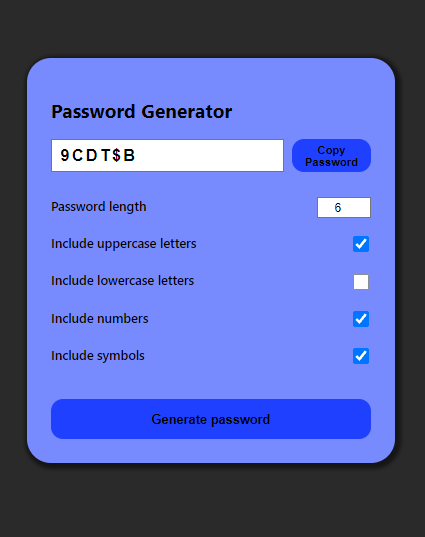 Password Generator
9CDT$B
Copy
Password
Password length
6
Include uppercase letters
Include lowercase letters
Include numbers
Include symbols
Generate password